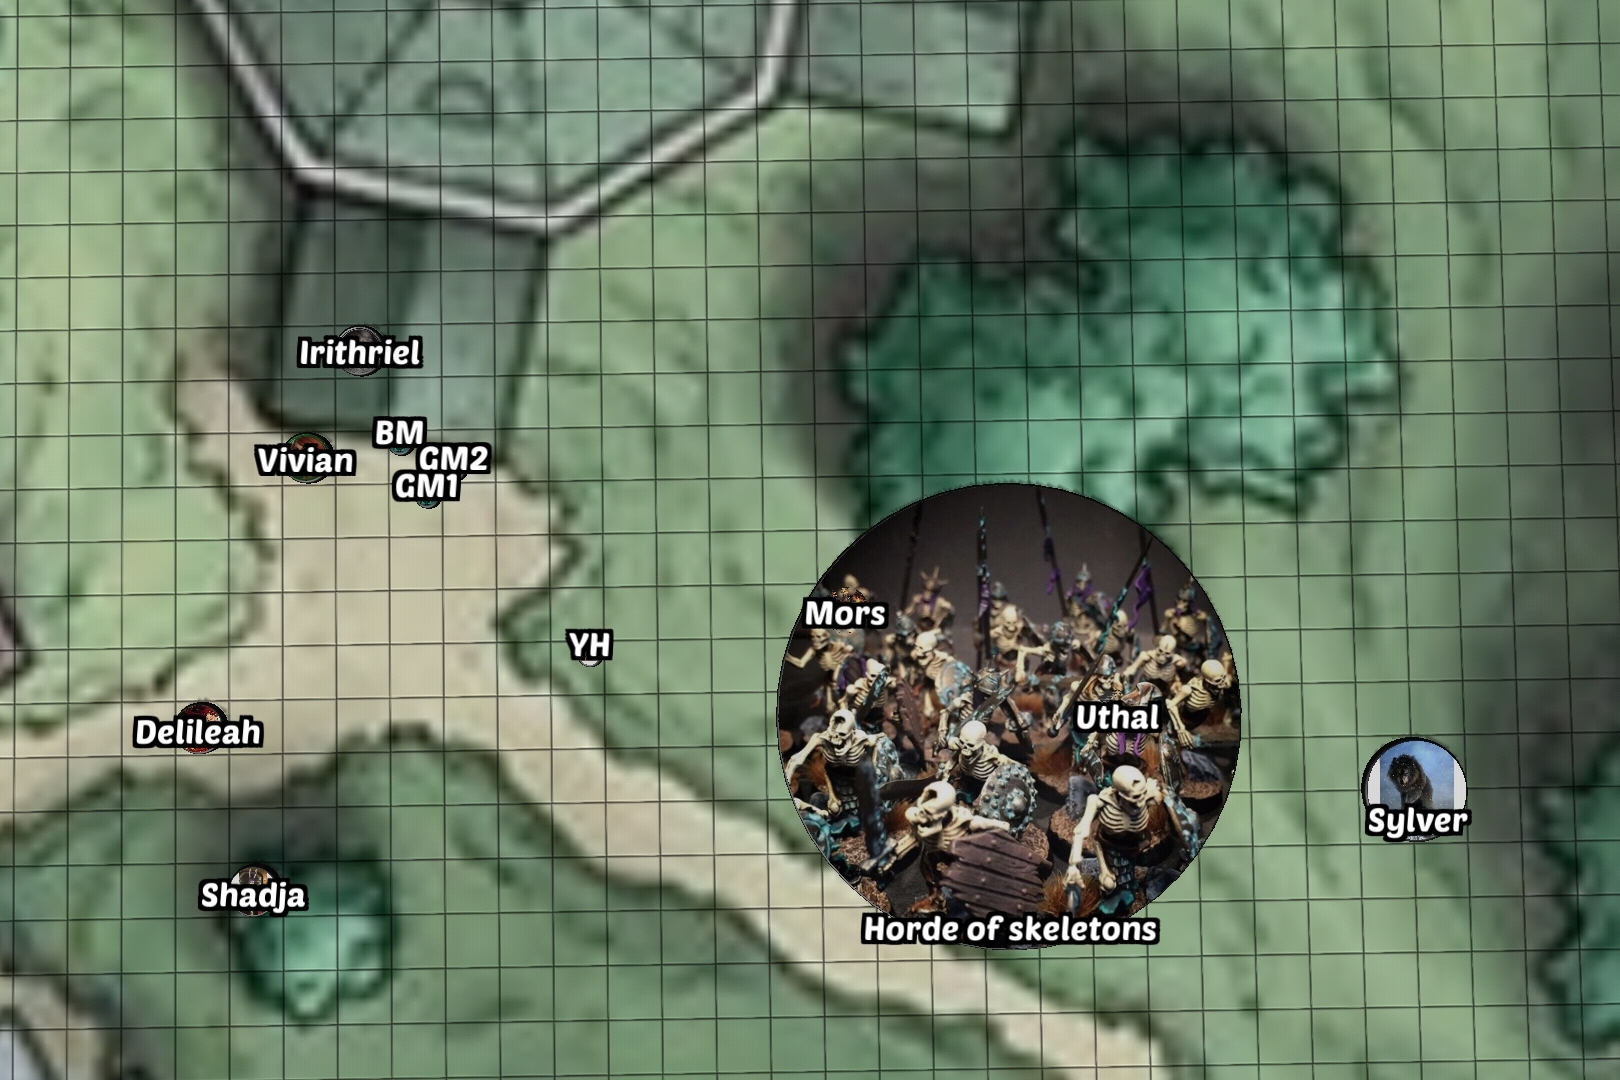 Irithriel
BM
Vivian
GM2
GM1
Mors
YH
Uthal
Delileah
Sylver
Shadja
Horde of skeletons